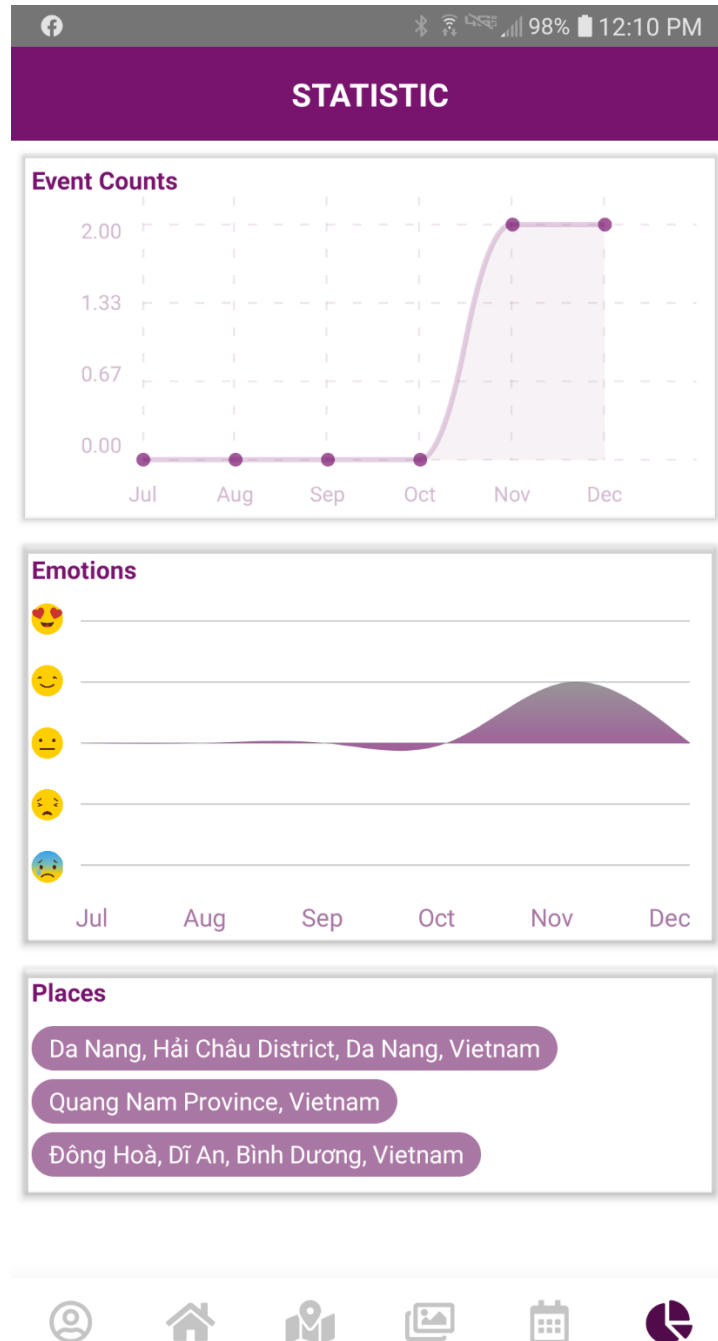 98% 12:10 PM
STATISTIC
Event Counts
2.00
1.33
0.67
0.00
Jul Aug Sep Oct Nov Dec
Emotions
Jul Aug Sep Oct Nov Dec
Places
Da Nang, Hải Châu District, Da Nang, Vietnam
Quang Nam Province, Vietnam
Đông Hoà, Dĩ An, Bình Dương, Vietnam